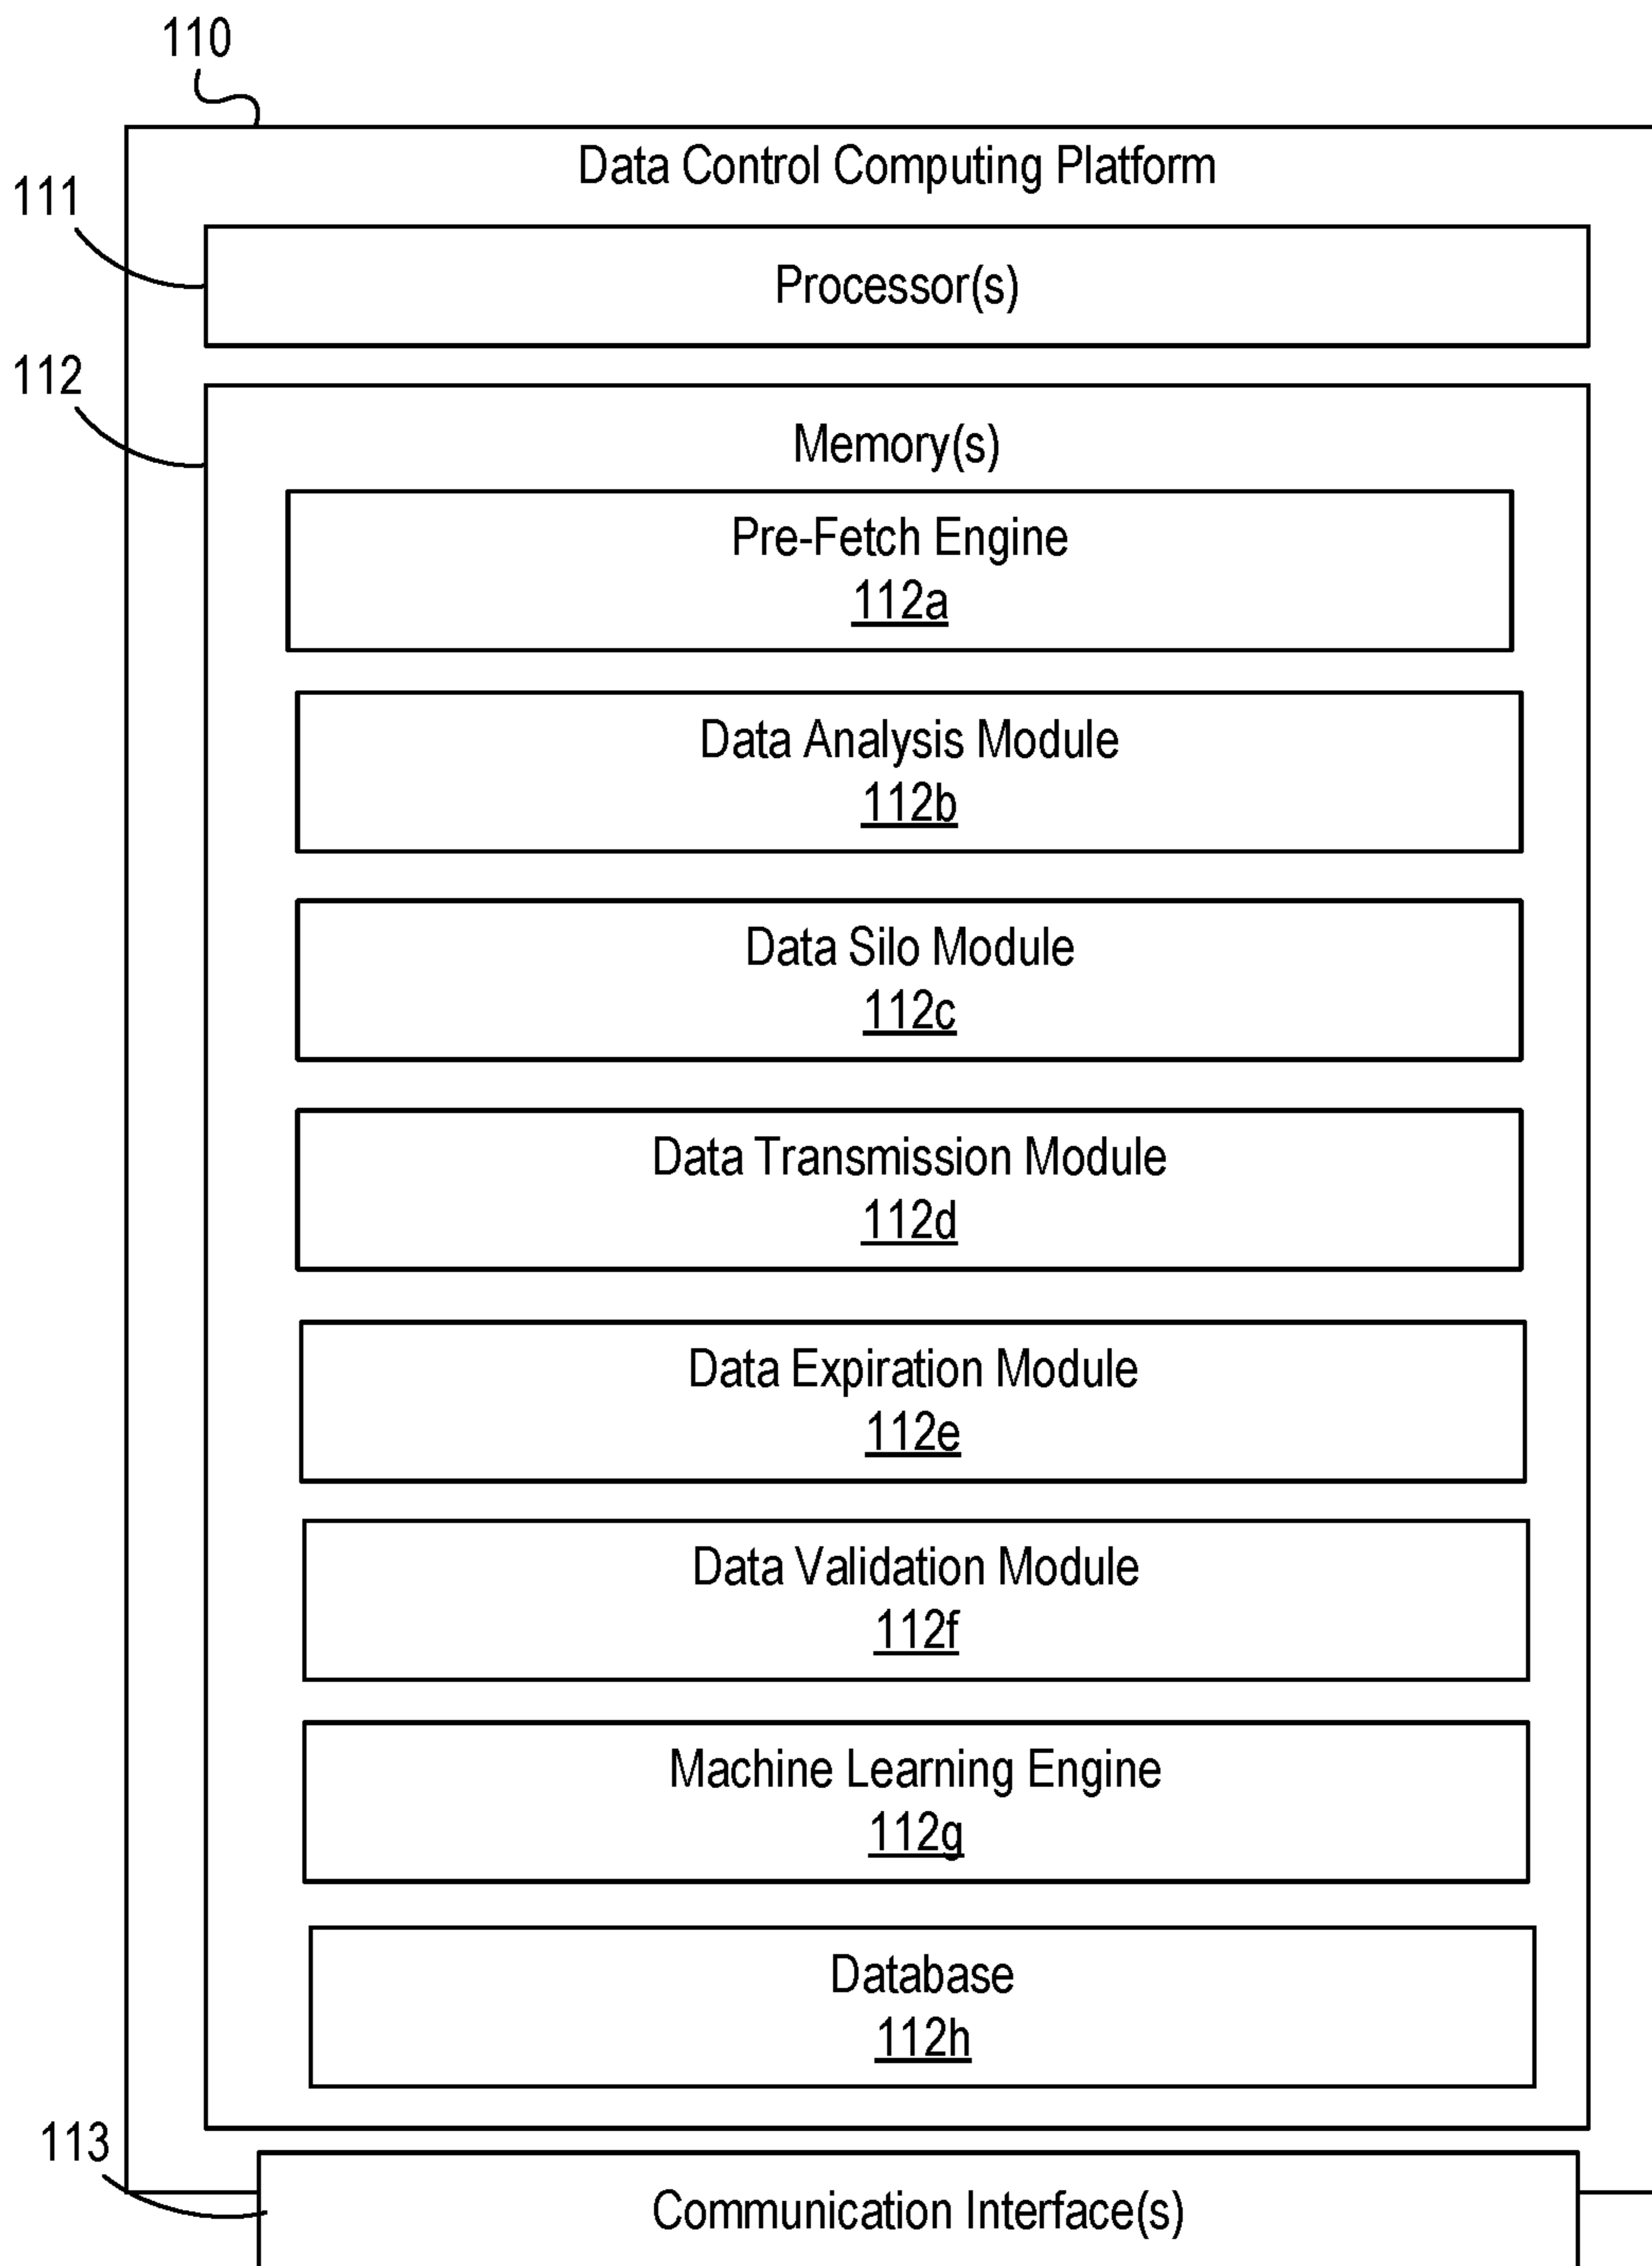 110
Data Control Computing Platform
111
Processor(s)
112
Memory(s)
Pre-Fetch Engine
112a
Data Analysis Module
112b
Data Silo Module
112c
Data Transmission Module
112d
Data Expiration Module
112e
Data Validation Module
112f
Machine Learning Engine
112g
Database
112h
113
Communication Interface(s)